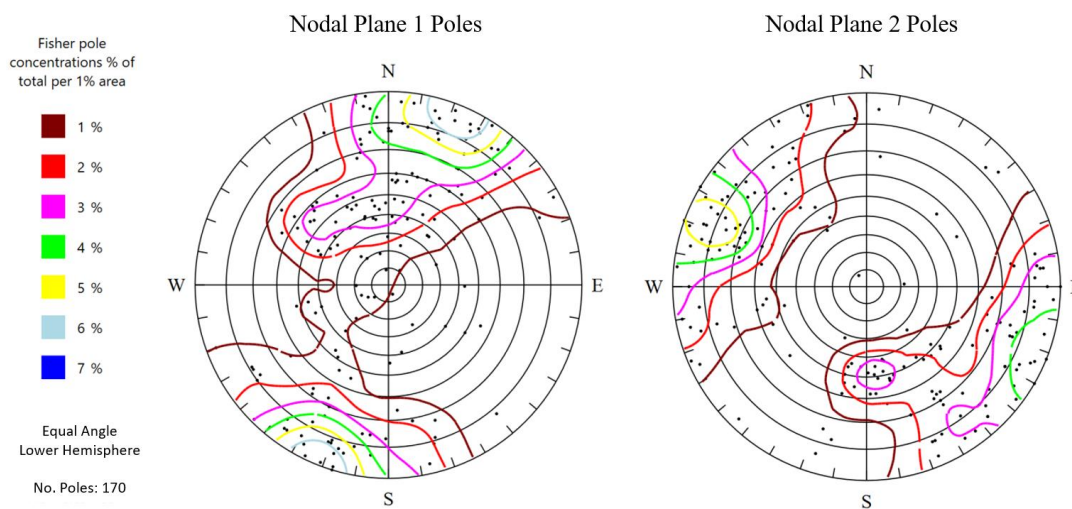 Nodal Plane 1 Poles
Nodal Plane 2 Poles
Fisher pole
concentrations % of
total per 1% area
1 %
2 %
3 %
4 %
5 %
6 %
7 %
Equal Angle
Lower Hemisphere
No. Poles: 170
N
W
E
S
N
W
S